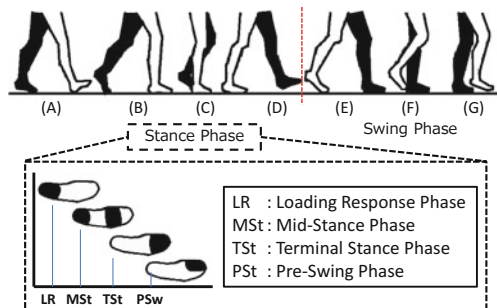 (A) (B) (C) (D) (E) (F) (G)
Stance Phase Swing Phase
LR : Loading Response Phase
MSt : Mid-Stance Phase
TSt : Terminal Stance Phase
PSt : Pre-Swing Phase
LR MSt TSt PSw